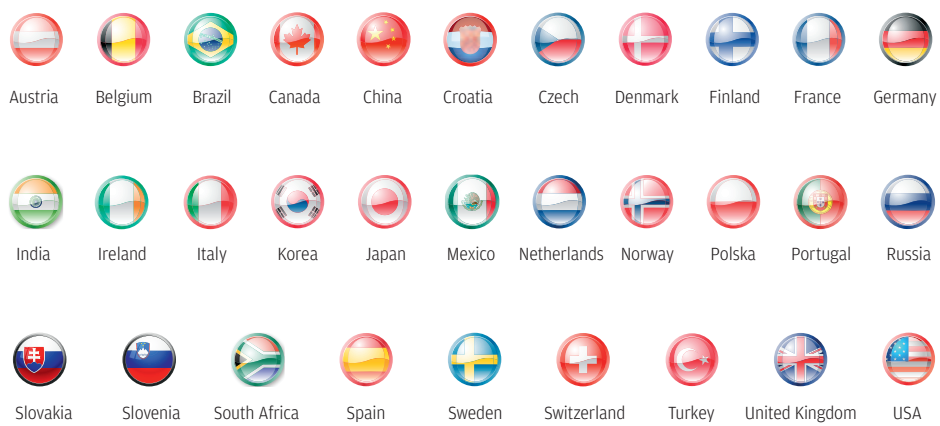 Austria Belgium Brazil Canada China Croatia Czech Denmark Finland France Germany
India Ireland Italy Korea Japan Mexico Netherlands Norway Polska Portugal Russia
Slovakia Slovenia South Africa Spain Sweden Switzerland Turkey United Kingdom USA